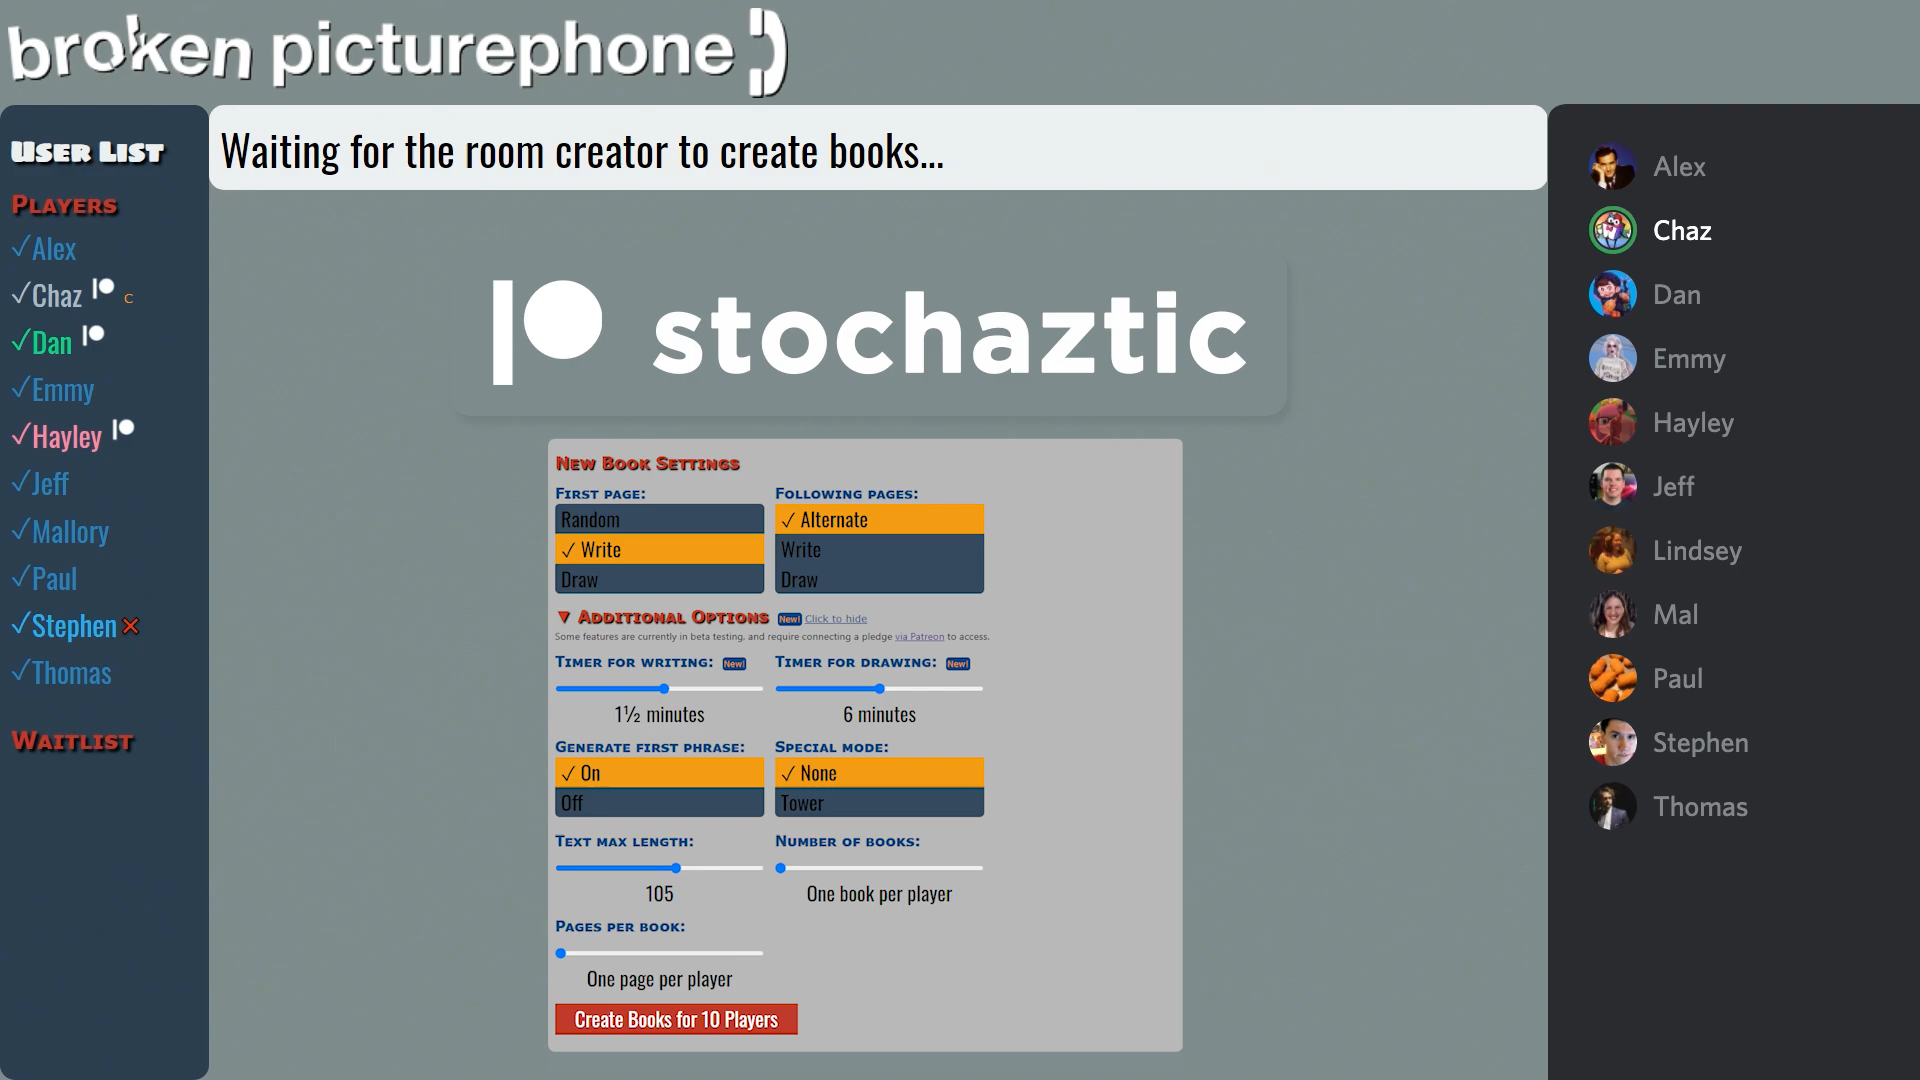 broken picturephone
User List
Players
✓Alex
✓Chaz C
✓Dan
✓Emmy
✓Hayley
✓Jeff
✓Mallory
✓Paul
✓Stephen ✕
✓Thomas
Waitlist
Waiting for the room creator to create books...
stochaztic
New Book Settings
First page:
Random
✓ Write
Draw
Following pages:
✓ Alternate
Write
Draw
▼ Additional Options New! Click to hide
Some features are currently in beta testing, and require connecting a pledge via Patreon to access.
Timer for writing: New!
1½ minutes
Timer for drawing: New!
6 minutes
Generate first phrase:
✓ On
Off
Special mode:
✓ None
Tower
Text max length:
105
Number of books:
One book per player
Pages per book:
One page per player
Create Books for 10 Players
Alex
Chaz
Dan
Emmy
Hayley
Jeff
Lindsey
Mal
Paul
Stephen
Thomas